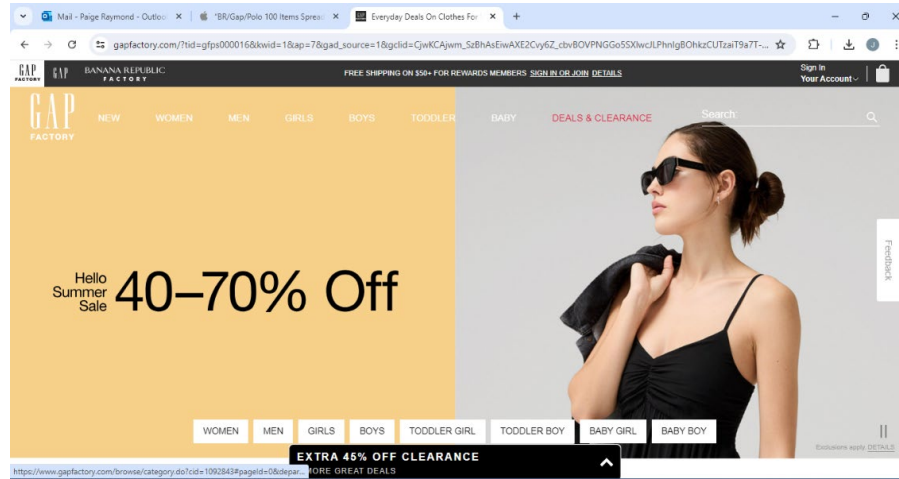 Mail - Paige Raymond - Outloo
"BR/Gap/Polo 100 Items Spread
Everyday Deals On Clothes For
gapfactory.com/?tid=gfps000016&kwid=1&ap=7&gad_source=1&gclid=CjwKCAjwm_SzBhAsEiwAXE2Cvy6Z_cbvBOVPNGGo5SXlwcJLPhnIgBOhkzCUTzaiT9a7T-...
GAP FACTORY
GAP
BANANA REPUBLIC FACTORY
FREE SHIPPING ON $50+ FOR REWARDS MEMBERS SIGN IN OR JOIN DETAILS
Sign In
Your Account
GAP
FACTORY
NEW WOMEN MEN GIRLS BOYS TODDLER BABY DEALS & CLEARANCE Search:
Feedback
Hello
Summer
Sale
40–70% Off
WOMEN MEN GIRLS BOYS TODDLER GIRL TODDLER BOY BABY GIRL BABY BOY
Exclusions apply. DETAILS
EXTRA 45% OFF CLEARANCE
MORE GREAT DEALS
https://www.gapfactory.com/browse/category.do?cid=1092843#pageId=0&depar...